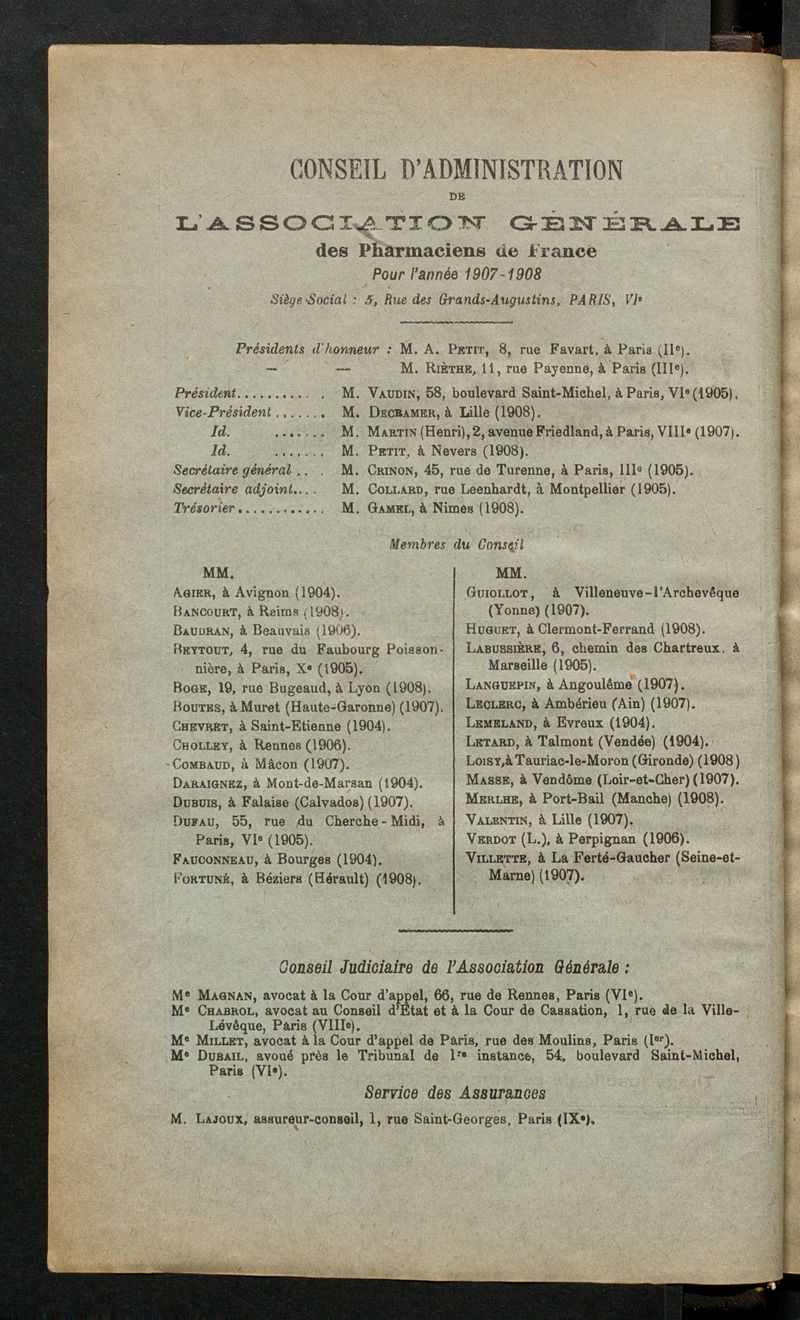 CONSEIL D'ADMINISTRATION
DE
L'ASSOCIATION GÉNÉRALE
des Pharmaciens de France
Pour l'année 1907-1908
Siège Social : 5, Rue des Grands-Augustins, PARIS, VIe
Présidents d'honneur : M. A. PETIT, 8, rue Favart, à Paris (IIe).
— — M. RIÈTHE, 11, rue Payenne, à Paris (IIIe).
Président........... . M. VAUDIN, 58, boulevard Saint-Michel, à Paris, VIe (1905).
Vice-Président ....... M. DECRAMER, à Lille (1908).
Id. ....... M. MARTIN (Henri), 2, avenue Friedland, à Paris, VIIIe (1907).
Id. ....... M. PETIT, à Nevers (1908).
Secrétaire général .. . M. CRINON, 45, rue de Turenne, à Paris, IIIe (1905).
Secrétaire adjoint.... M. COLLARD, rue Leenhardt, à Montpellier (1905).
Trésorier............. M. GAMEL, à Nimes (1908).
Membres du Conseil
MM.
AGIER, à Avignon (1904).
BANCOURT, à Reims (1908).
BAUDRAN, à Beauvais (1906).
BEYTOUT, 4, rue du Faubourg Poisson-
nière, à Paris, Xe (1905).
BOGE, 19, rue Bugeaud, à Lyon (1908).
BOUTES, à Muret (Haute-Garonne) (1907).
CHEVRET, à Saint-Etienne (1904).
CHOLLEY, à Rennes (1906).
COMBAUD, à Mâcon (1907).
DARAIGNEZ, à Mont-de-Marsan (1904).
DUBUIS, à Falaise (Calvados) (1907).
DUFAU, 55, rue du Cherche-Midi, à
Paris, VIe (1905).
FAUCONNEAU, à Bourges (1904).
FORTUNÉ, à Béziers (Hérault) (1908).
MM.
GUIOLLOT, à Villeneuve-l'Archevêque
(Yonne) (1907).
HUGUET, à Clermont-Ferrand (1908).
LABUSSIÈRE, 6, chemin des Chartreux, à
Marseille (1905).
LANGUEPIN, à Angoulême (1907).
LECLERC, à Ambérieu (Ain) (1907).
LEMELAND, à Evreux (1904).
LETARD, à Talmont (Vendée) (1904).
LOISY, à Tauriac-le-Moron (Gironde) (1908)
MASSE, à Vendôme (Loir-et-Cher) (1907).
MERLHE, à Port-Bail (Manche) (1908).
VALENTIN, à Lille (1907).
VERDOT (L.), à Perpignan (1906).
VILLETTE, à La Ferté-Gaucher (Seine-et-
Marne) (1907).
Conseil Judiciaire de l'Association Générale :
Me MAGNAN, avocat à la Cour d'appel, 66, rue de Rennes, Paris (VIe).
Me CHABROL, avocat au Conseil d'Etat et à la Cour de Cassation, 1, rue de la Ville-
Lévêque, Paris (VIIIe).
Me MILLET, avocat à la Cour d'appel de Paris, rue des Moulins, Paris (Ier).
Me DUBAIL, avoué près le Tribunal de 1re instance, 54, boulevard Saint-Michel,
Paris (VIe).
Service des Assurances
M. LAJOUX, assureur-conseil, 1, rue Saint-Georges, Paris (IXe).